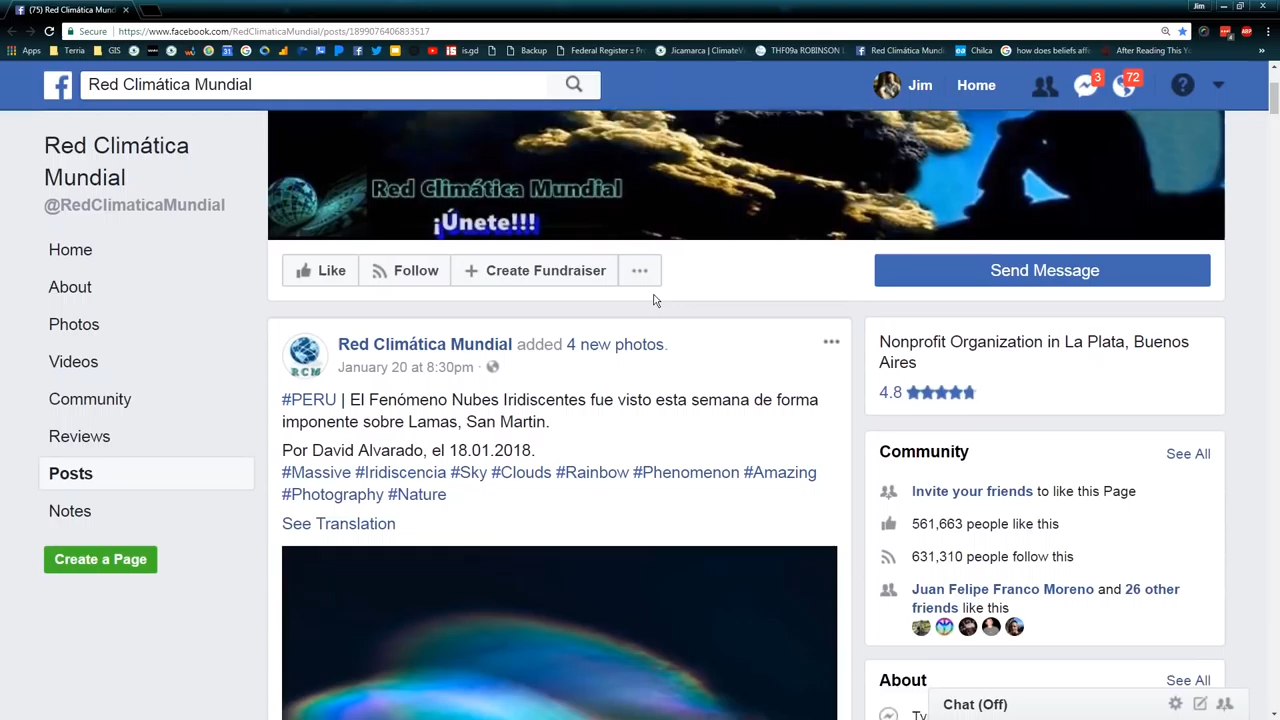 (75) Red Climática Mund
Jim
Secure
https://www.facebook.com/RedClimaticaMundial/posts/1899076406833517
Apps
Terria
GIS
isgd
Backup
Federal Register :: Pr
Jicamarca | ClimateV
THF09a ROBINSON L
Red Climática Mundi
Chilca
how does beliefs affe
After Reading This Yo
Red Climática Mundial
Jim
Home
3
72
Red Climática
Mundial
@RedClimaticaMundial
Home
About
Photos
Videos
Community
Reviews
Posts
Notes
Create a Page
Red Climática Mundial
¡Únete!!!
Like
Follow
Create Fundraiser
Send Message
RCM
Red Climática Mundial added 4 new photos.
January 20 at 8:30pm
#PERU | El Fenómeno Nubes Iridiscentes fue visto esta semana de forma
imponente sobre Lamas, San Martin.
Por David Alvarado, el 18.01.2018.
#Massive #Iridiscencia #Sky #Clouds #Rainbow #Phenomenon #Amazing
#Photography #Nature
See Translation
Nonprofit Organization in La Plata, Buenos
Aires
4.8
Community
See All
Invite your friends to like this Page
561,663 people like this
631,310 people follow this
Juan Felipe Franco Moreno and 26 other
friends like this
About
See All
Chat (Off)